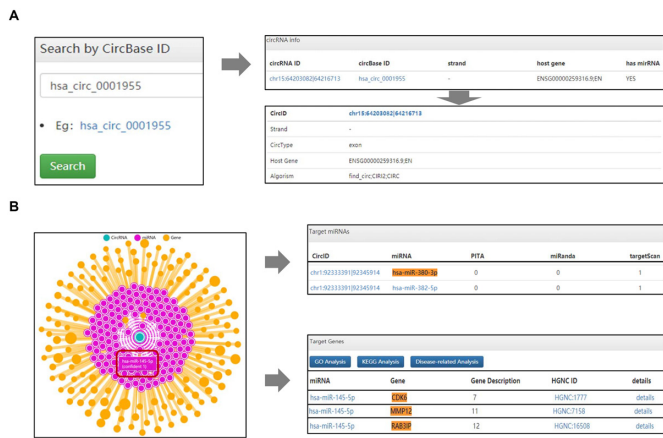 A
Search by CircBase ID
hsa_circ_0001955
• Eg: hsa_circ_0001955
Search
circRNA info
circRNA ID circBase ID strand host gene has mirRNA
chr15:64203082|64216713 hsa_circ_0001955 - ENSG00000259316.9;EN YES
CircID chr15:64203082|64216713
Strand -
CircType exon
Host Gene ENSG00000259316.9;EN
Algorism find_circ;CIRI2;CIRC
B
CircRNA miRNA Gene
hsa-miR-145-5p
Target miRNAs
CircID miRNA PITA miRanda targetScan
chr1:92333391|92345914 hsa-miR-380-3p 0 0 1
chr1:92333391|92345914 hsa-miR-382-5p 0 0 1
Target Genes
GO Analysis KEGG Analysis Disease-related Analysis
miRNA Gene Gene Description HGNC ID details
hsa-miR-145-5p CDK6 7 HGNC:1777 details
hsa-miR-145-5p MMP12 11 HGNC:7158 details
hsa-miR-145-5p RAB3IP 12 HGNC:16508 details